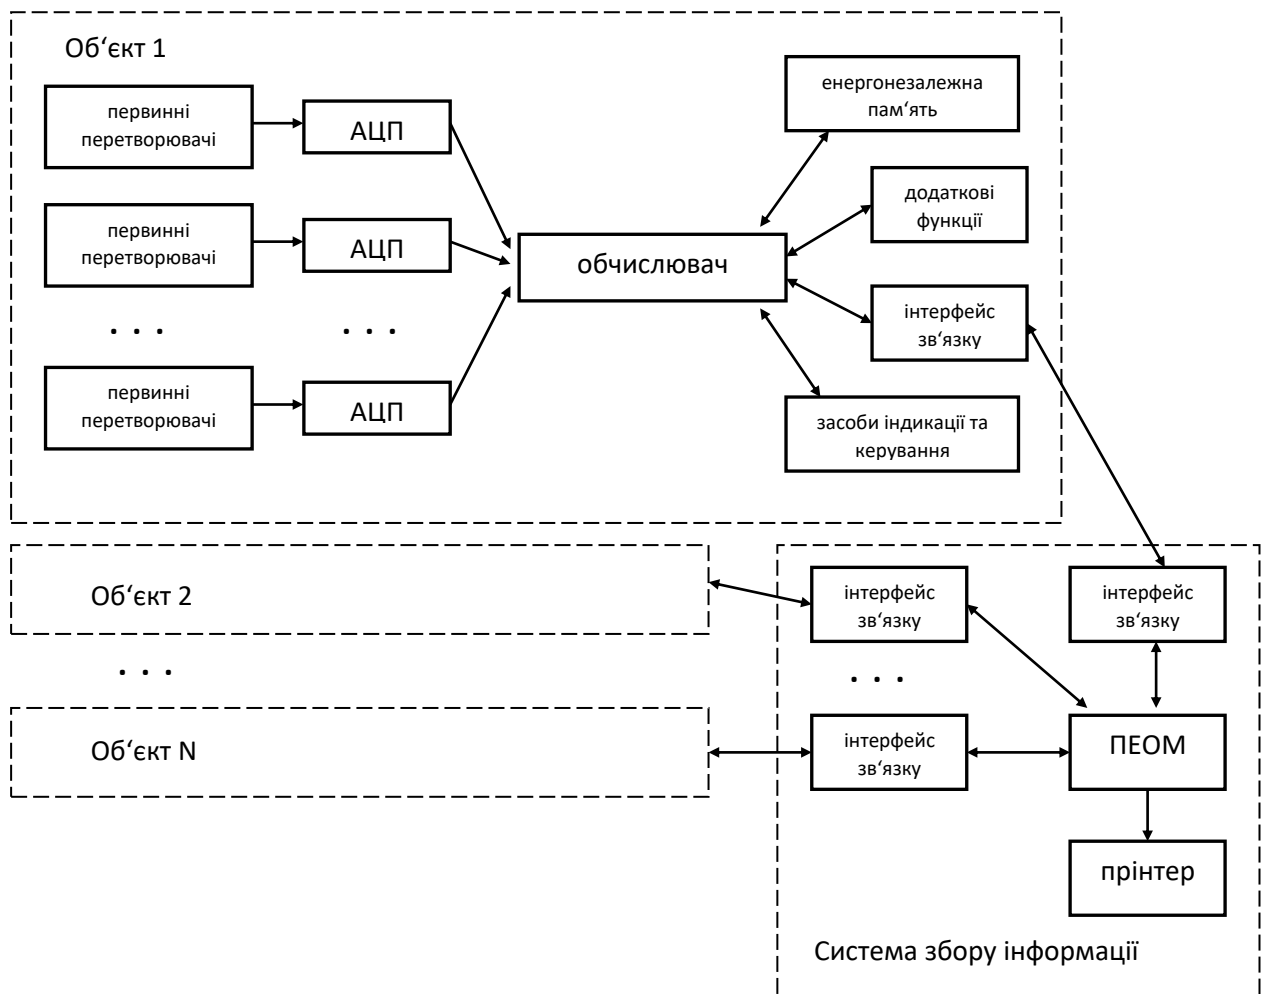 Об‘єкт 1
первинні
перетворювачі
АЦП
енергонезалежна
пам‘ять
первинні
перетворювачі
АЦП
обчислювач
додаткові
функції
. . .
. . .
інтерфейс
зв‘язку
первинні
перетворювачі
АЦП
засоби індикації та
керування
Об‘єкт 2
інтерфейс
зв‘язку
інтерфейс
зв‘язку
. . .
. . .
Об‘єкт N
інтерфейс
зв‘язку
ПЕОМ
прінтер
Система збору інформації